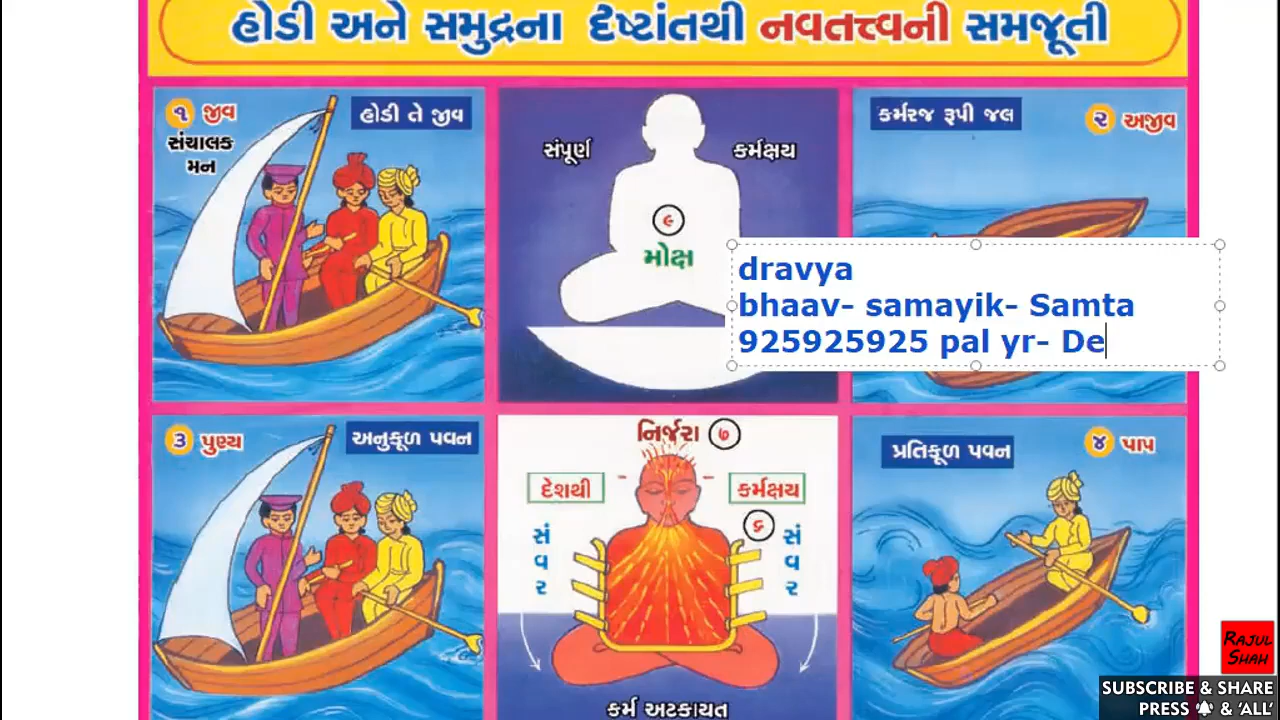 હોડી અને સમુદ્રના દૃષ્ટાંતથી નવતત્ત્વની સમજૂતી
૧ જીવ
સંચાલક
મન
હોડી તે જીવ
સંપૂર્ણ
કર્મક્ષય
૯
મોક્ષ
કર્મરજ રૂપી જલ
૨ અજીવ
dravya
bhaav- samayik- Samta
925925925 pal yr- De
૩ પુણ્ય
અનુકૂળ પવન
નિર્જરા ૭
દેશથી
કર્મક્ષય
૬
સં
વ
ર
સં
વ
ર
કર્મ અટકાયત
પ્રતિકૂળ પવન
૪ પાપ
RAJUL
SHAH
SUBSCRIBE & SHARE
PRESS 🔔 & 'ALL'